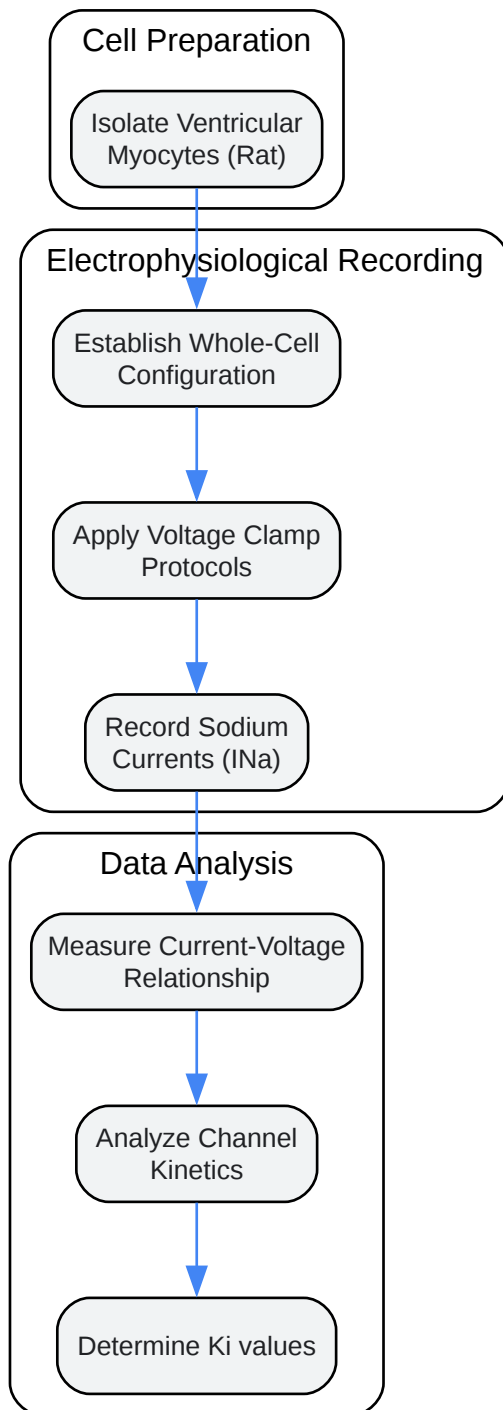 Cell Preparation
Isolate Ventricular
Myocytes (Rat)
Electrophysiological Recording
Establish Whole-Cell
Configuration
Apply Voltage Clamp
Protocols
Record Sodium
Currents (INa)
Data Analysis
Measure Current-Voltage
Relationship
Analyze Channel
Kinetics
Determine Ki values